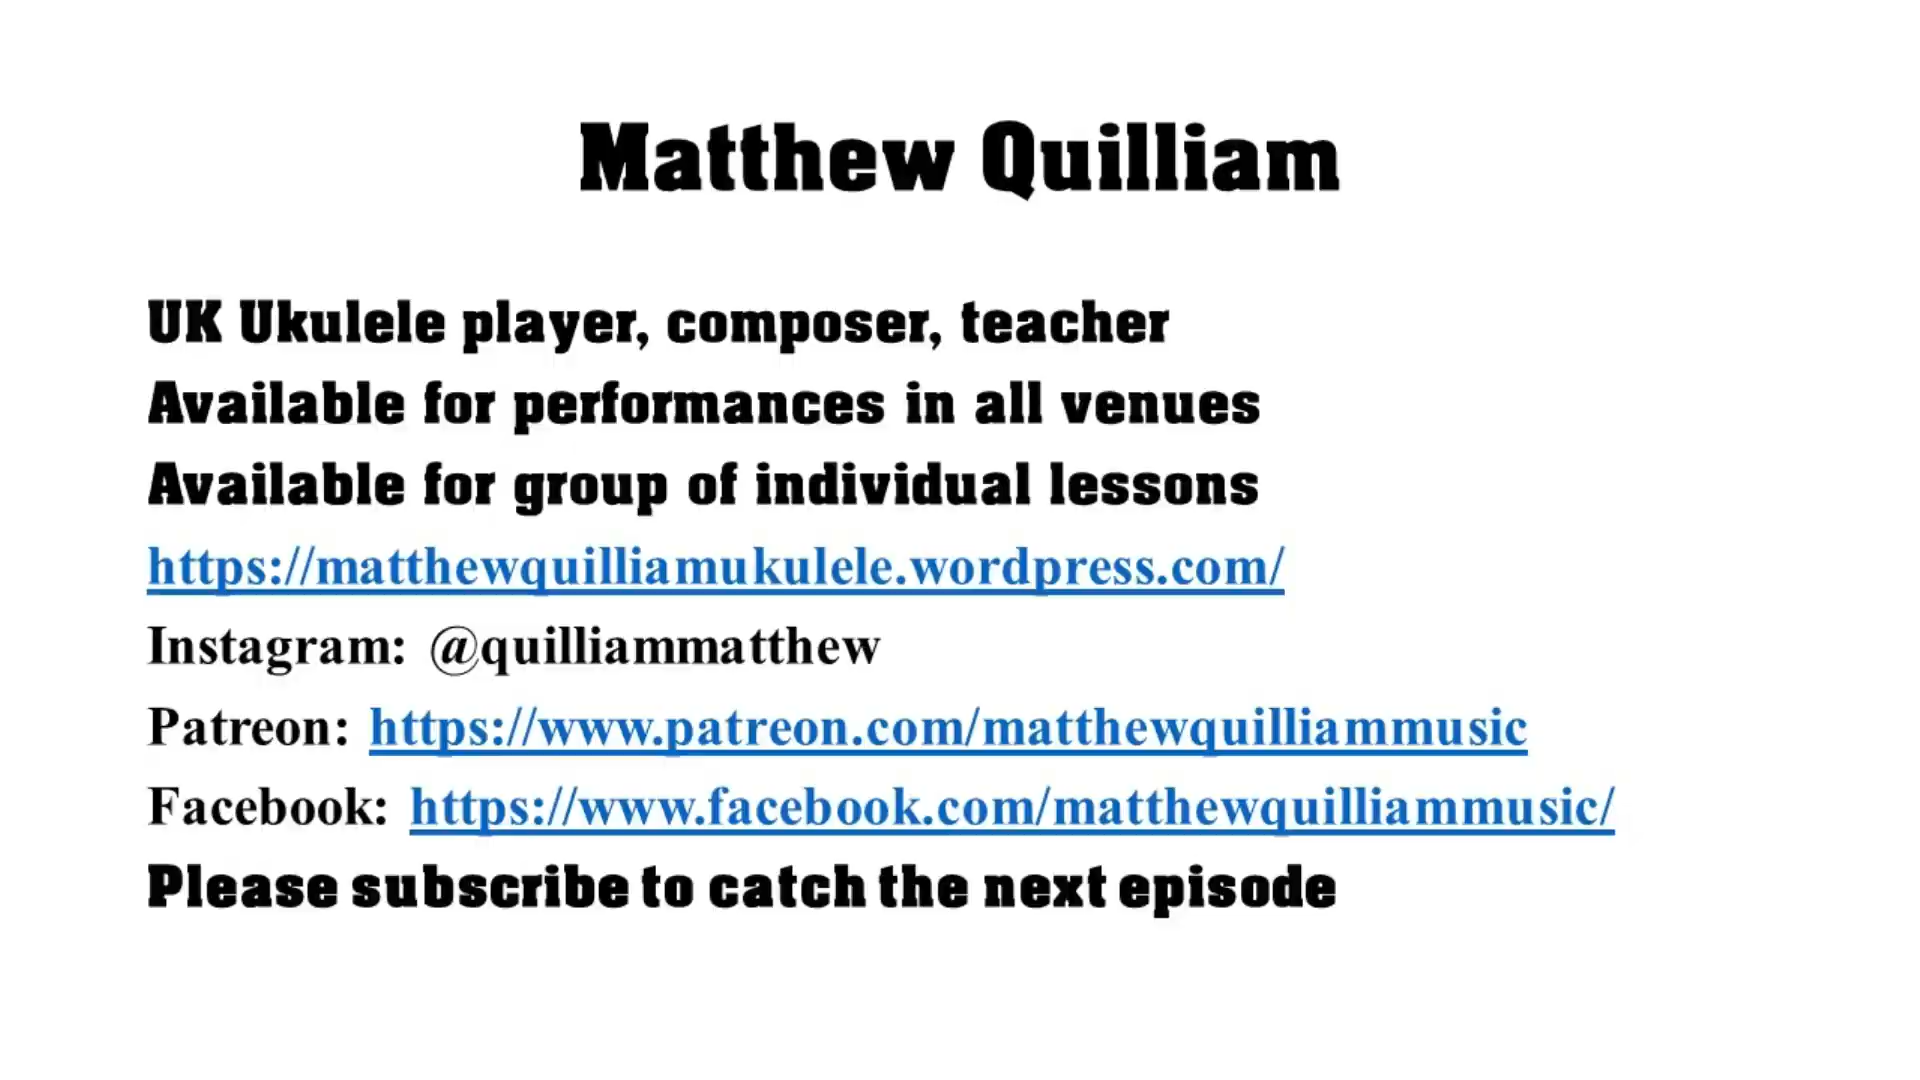 Matthew Quilliam
UK Ukulele player, composer, teacher
Available for performances in all venues
Available for group of individual lessons
https://matthewquilliamukulele.wordpress.com/
Instagram: @quilliammatthew
Patreon: https://www.patreon.com/matthewquilliammusic
Facebook: https://www.facebook.com/matthewquilliammusic/
Please subscribe to catch the next episode